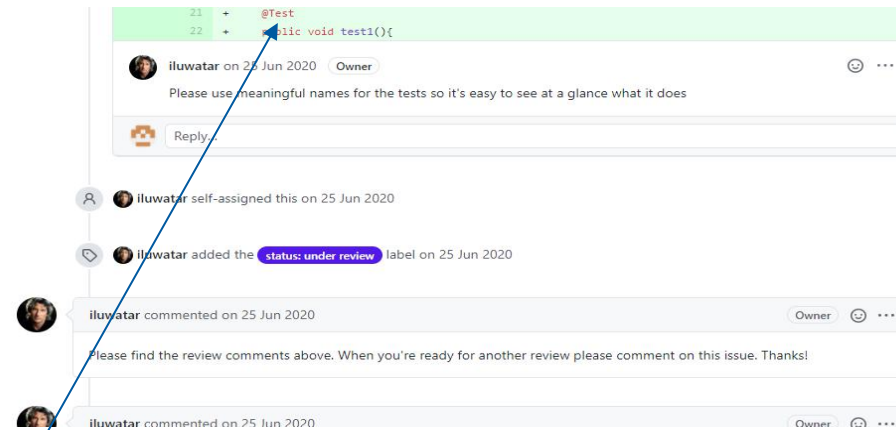 21 + @Test
22 + public void test1(){
iluwatar on 25 Jun 2020 Owner
Please use meaningful names for the tests so it's easy to see at a glance what it does
Reply...
iluwatar self-assigned this on 25 Jun 2020
iluwatar added the status: under review label on 25 Jun 2020
iluwatar commented on 25 Jun 2020 Owner
Please find the review comments above. When you're ready for another review please comment on this issue. Thanks!
iluwatar commented on 25 Jun 2020 Owner